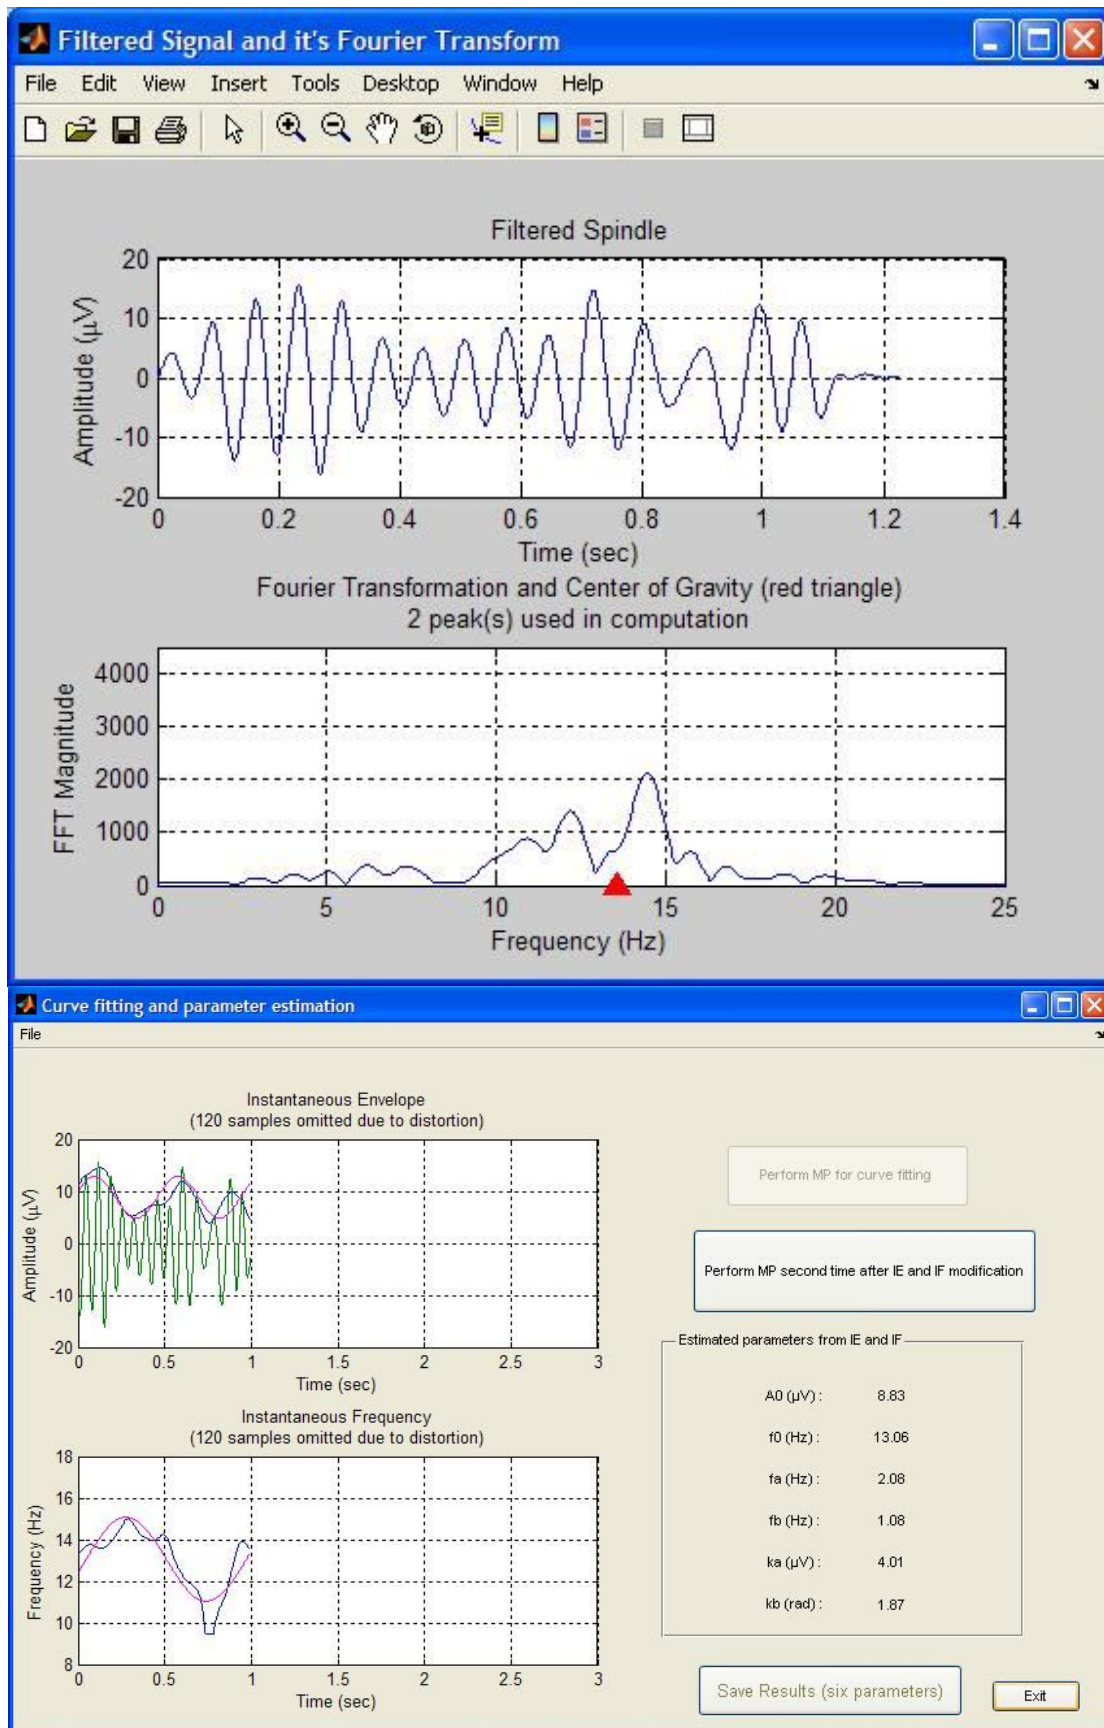 Filtered Signal and it's Fourier Transform
File Edit View Insert Tools Desktop Window Help
Filtered Spindle
Amplitude (µV)
20
10
0
-10
-20
0 0.2 0.4 0.6 0.8 1 1.2 1.4
Time (sec)
Fourier Transformation and Center of Gravity (red triangle)
2 peak(s) used in computation
FFT Magnitude
4000
3000
2000
1000
0
0 5 10 15 20 25
Frequency (Hz)
Curve fitting and parameter estimation
File
Instantaneous Envelope
(120 samples omitted due to distortion)
Amplitude (µV)
20
10
0
-10
-20
0 0.5 1 1.5 2 2.5 3
Time (sec)
Instantaneous Frequency
(120 samples omitted due to distortion)
Frequency (Hz)
18
16
14
12
10
8
0 0.5 1 1.5 2 2.5 3
Time (sec)
Perform MP for curve fitting
Perform MP second time after IE and IF modification
Estimated parameters from IE and IF
A0 (µV) : 8.83
f0 (Hz) : 13.06
fa (Hz) : 2.08
fb (Hz) : 1.08
ka (µV) : 4.01
kb (rad) : 1.87
Save Results (six parameters)
Exit